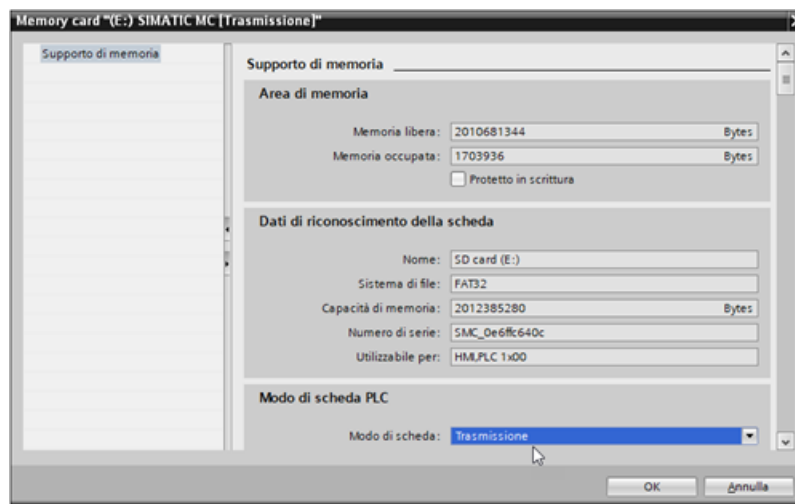 Memory card "(E:) SIMATIC MC [Trasmissione]"
Supporto di memoria
Supporto di memoria
Area di memoria
Memoria libera: 2010681344 Bytes
Memoria occupata: 1703936 Bytes
Protetto in scrittura
Dati di riconoscimento della scheda
Nome: SD card (E:)
Sistema di file: FAT32
Capacità di memoria: 2012385280 Bytes
Numero di serie: SMC_0e6ffc640c
Utilizzabile per: HMI,PLC 1x00
Modo di scheda PLC
Modo di scheda: Trasmissione
OK Annulla